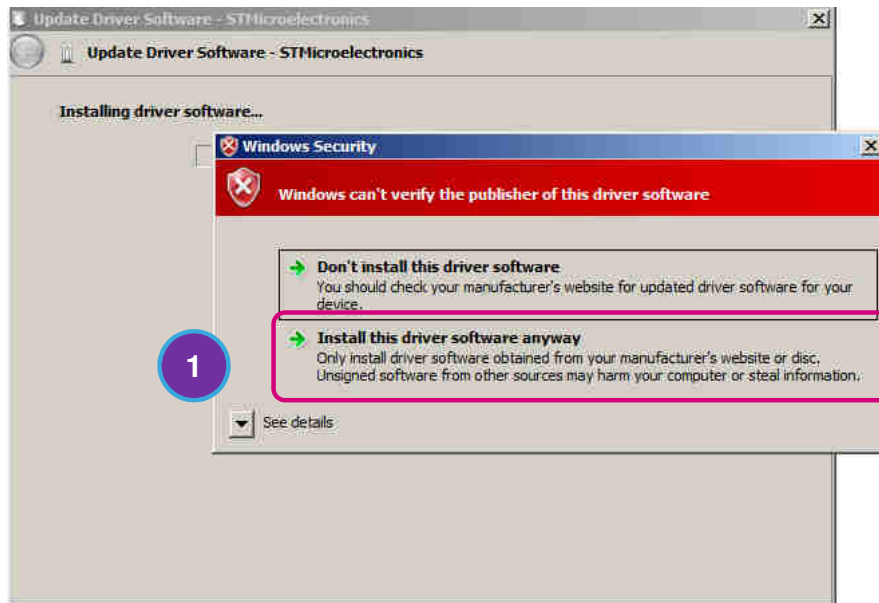 Update Driver Software - STMicroelectronics
Update Driver Software - STMicroelectronics
Installing driver software...
Windows Security
Windows can't verify the publisher of this driver software
Don't install this driver software
You should check your manufacturer's website for updated driver software for your
device.
Install this driver software anyway
Only install driver software obtained from your manufacturer's website or disc.
Unsigned software from other sources may harm your computer or steal information.
1
See details